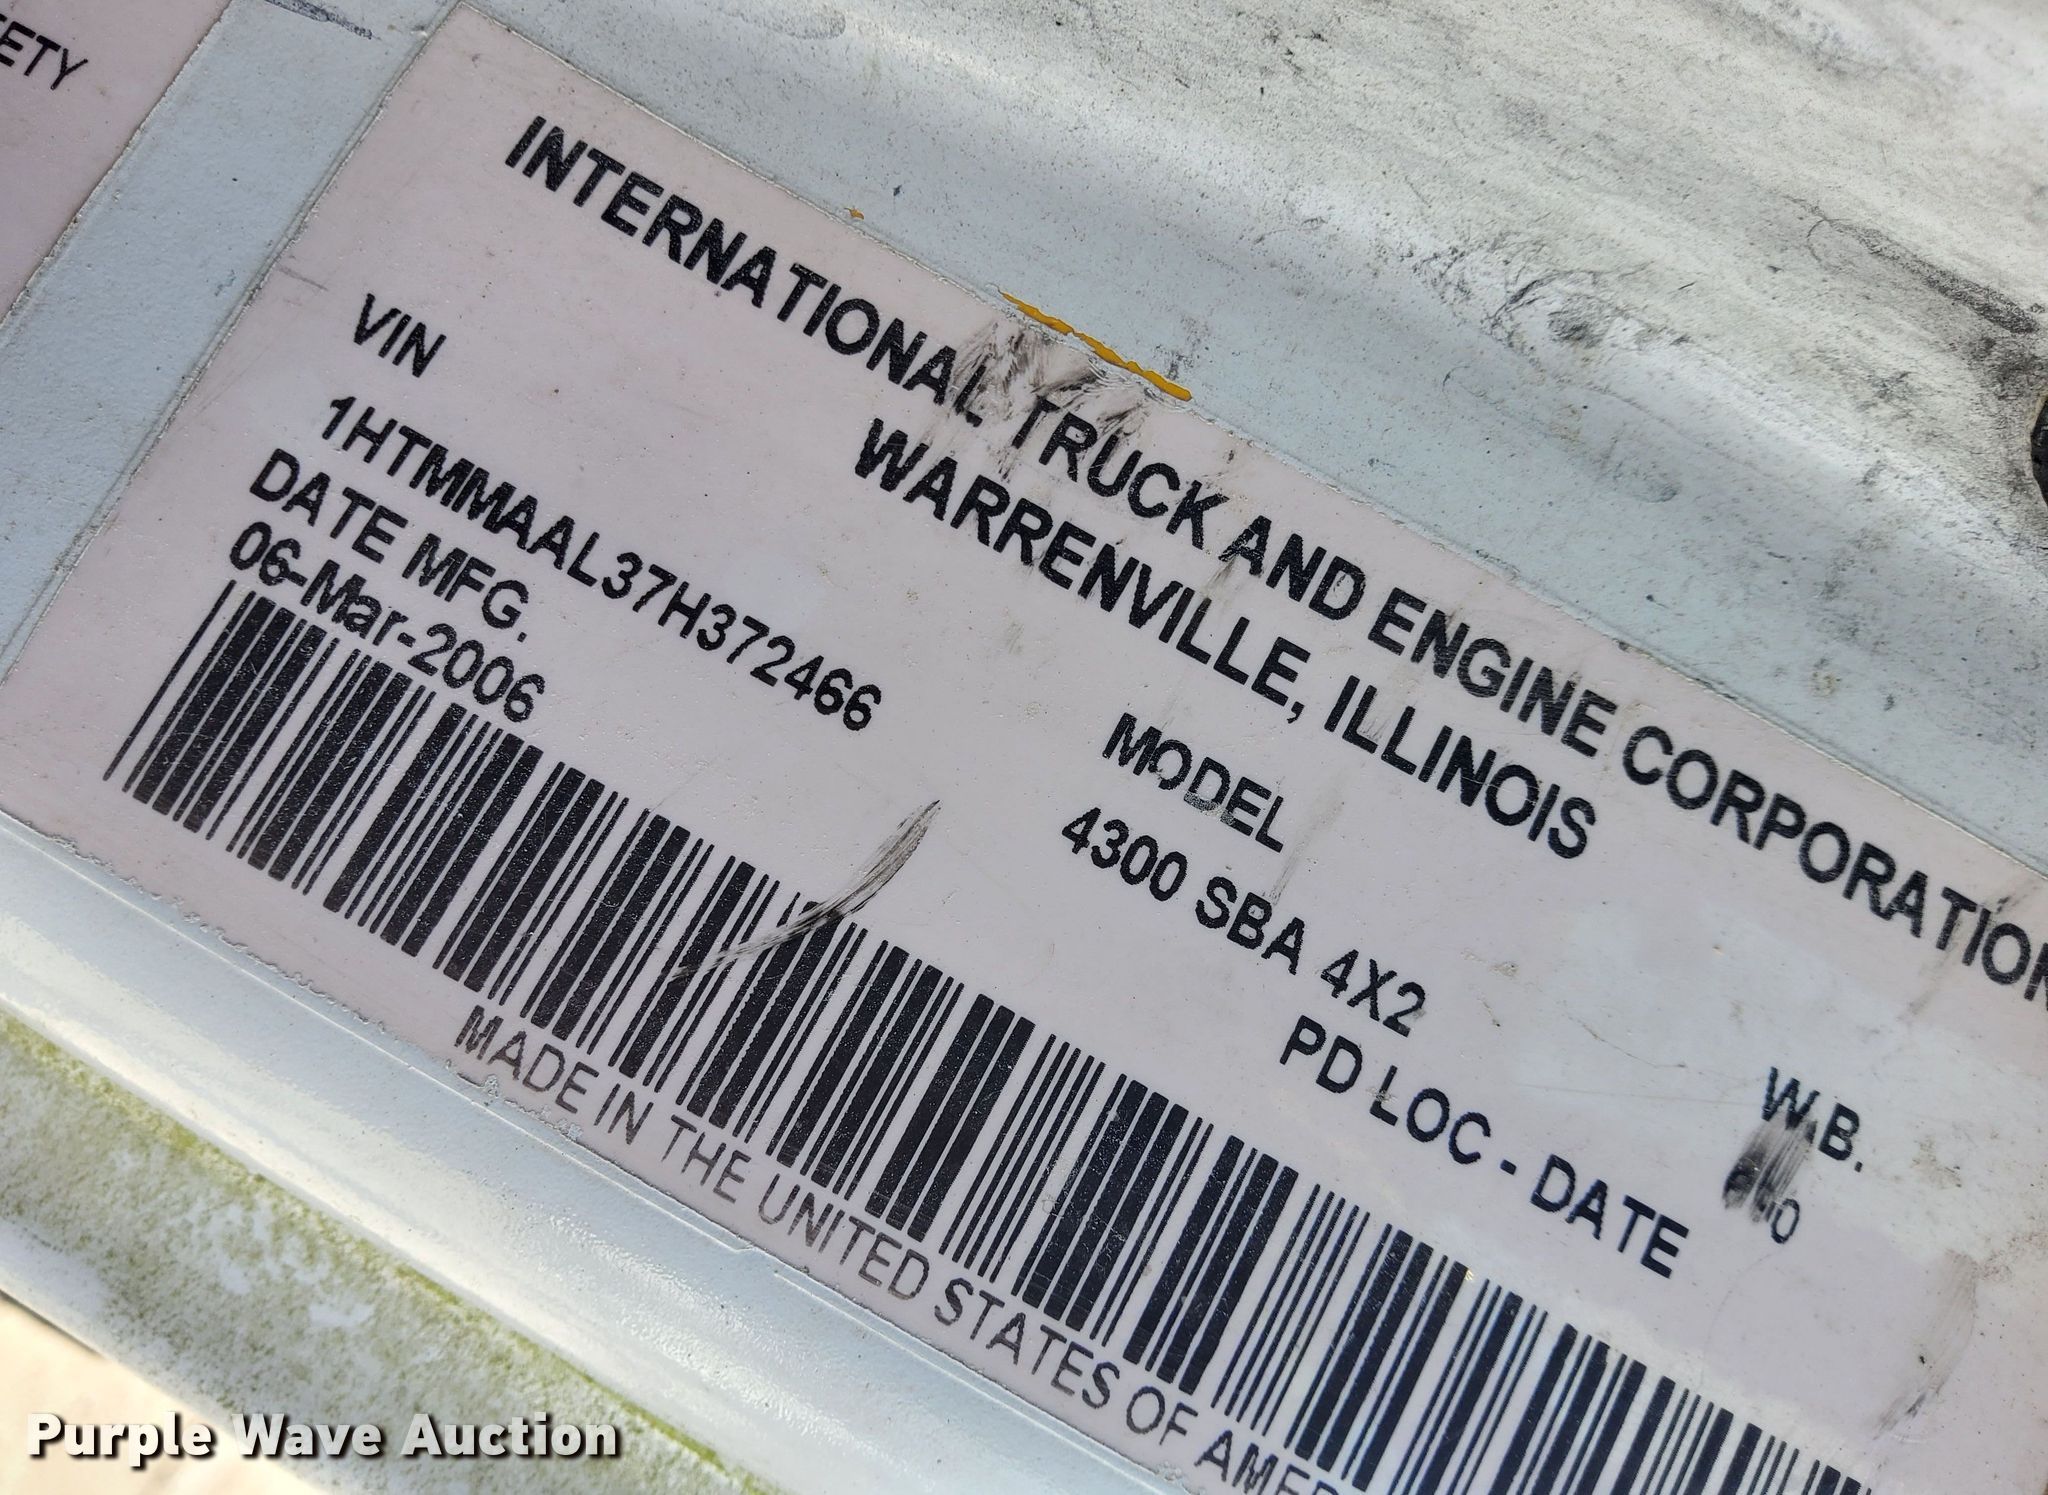 ETY
INTERNATIONAL TRUCK AND ENGINE CORPORATION
WARRENVILLE, ILLINOIS
VIN
MODEL
W.B.
1HTMMAAL37H372466
4300 SBA 4X2
DATE MFG.
PD LOC - DATE
06-Mar-2006
MADE IN THE UNITED STATES OF AMER
Purple Wave Auction